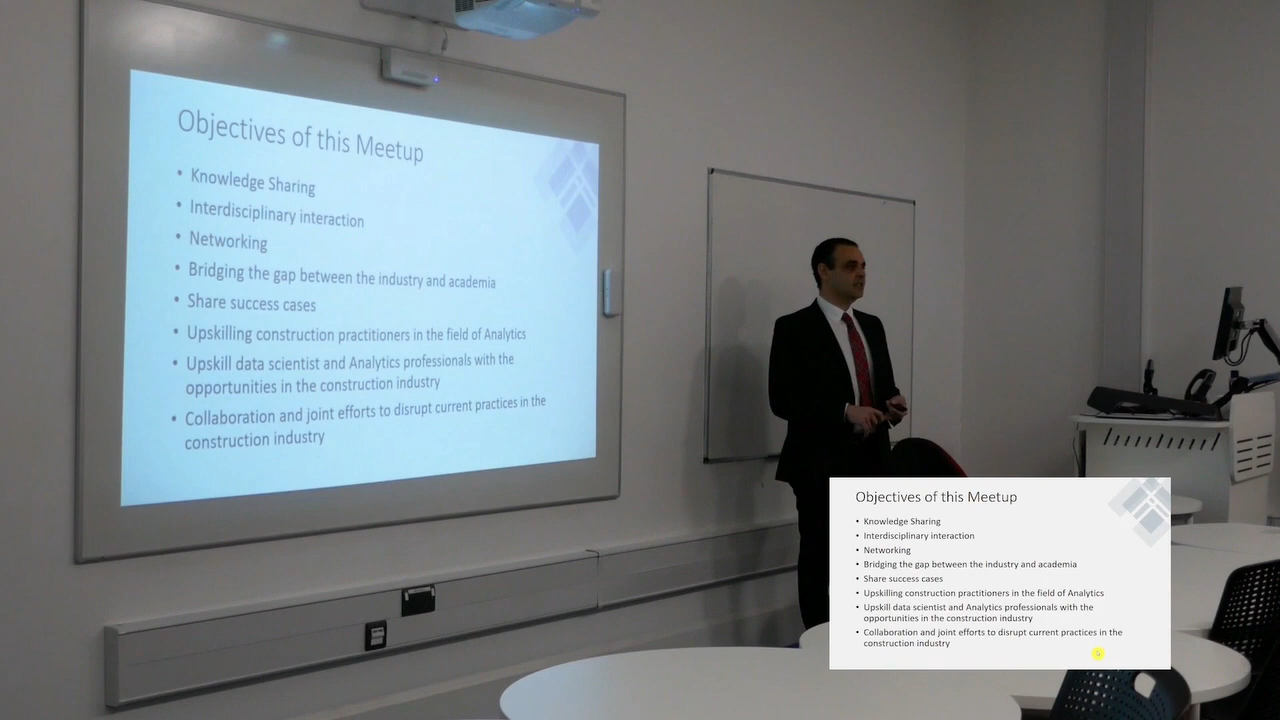 Objectives of this Meetup
• Knowledge Sharing
• Interdisciplinary interaction
• Networking
• Bridging the gap between the industry and academia
• Share success cases
• Upskilling construction practitioners in the field of Analytics
• Upskill data scientist and Analytics professionals with the
opportunities in the construction industry
• Collaboration and joint efforts to disrupt current practices in the
construction industry
Objectives of this Meetup
• Knowledge Sharing
• Interdisciplinary interaction
• Networking
• Bridging the gap between the industry and academia
• Share success cases
• Upskilling construction practitioners in the field of Analytics
• Upskill data scientist and Analytics professionals with the
opportunities in the construction industry
• Collaboration and joint efforts to disrupt current practices in the
construction industry